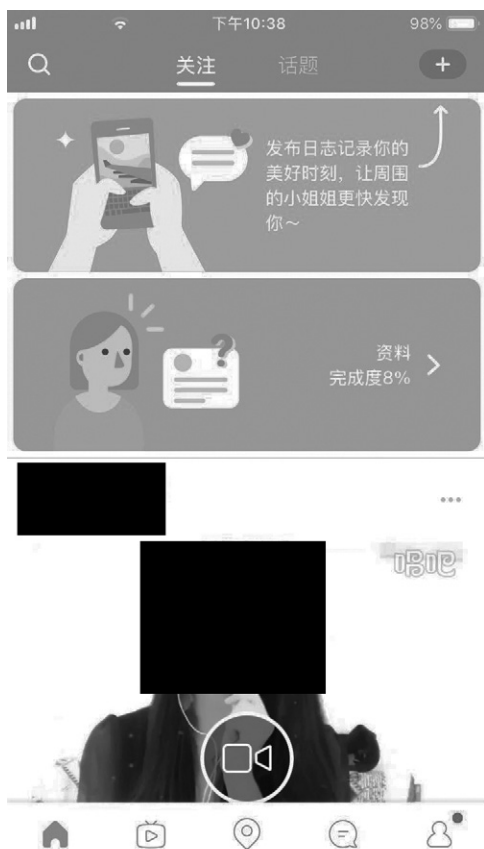 下午10:38
98%
关注
话题
发布日志记录你的
美好时刻，让周围
的小姐姐更快发现
你～
资料
完成度8%
唱吧